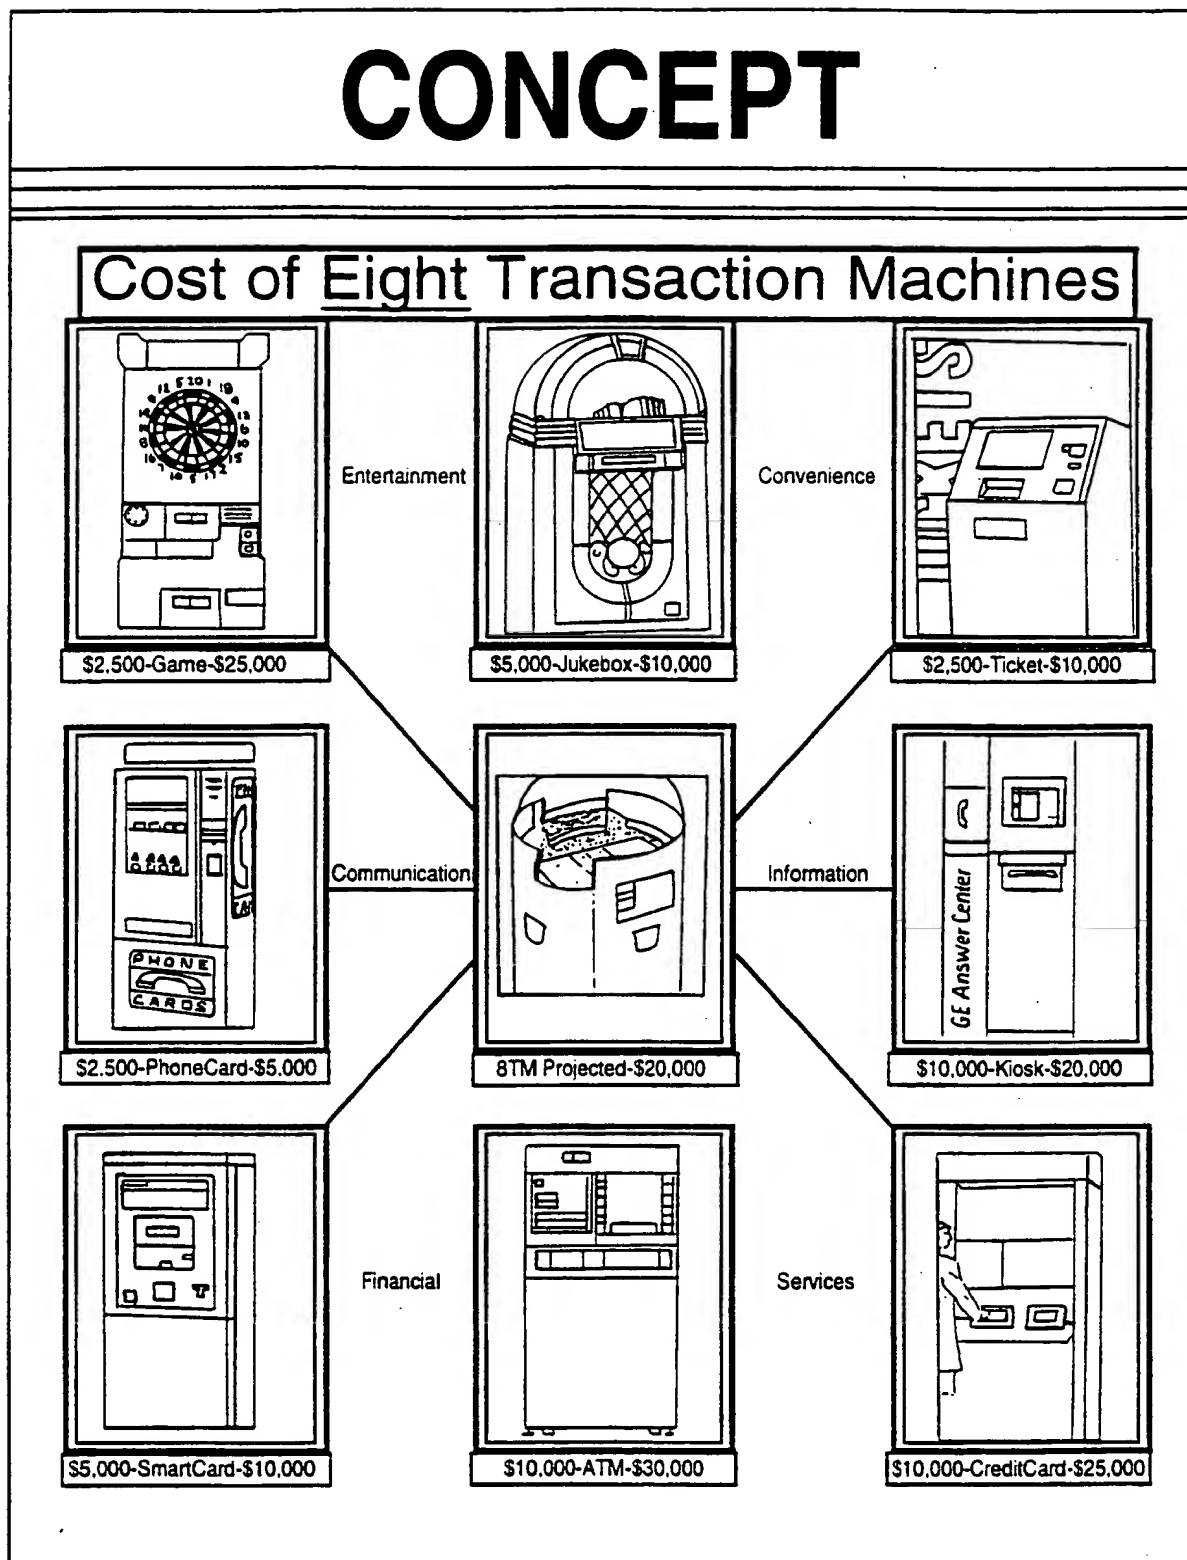 CONCEPT
Cost of Eight Transaction Machines
Entertainment
Convenience
TICKETS
$2,500-Game-$25,000
$5,000-Jukebox-$10,000
$2,500-Ticket-$10,000
Communication
Information
PHONE
CARDS
GE Answer Center
$2.500-PhoneCard-$5,000
8TM Projected-$20,000
$10,000-Kiosk-$20,000
Financial
Services
$5,000-SmartCard-$10,000
$10,000-ATM-$30,000
$10,000-CreditCard-$25,000